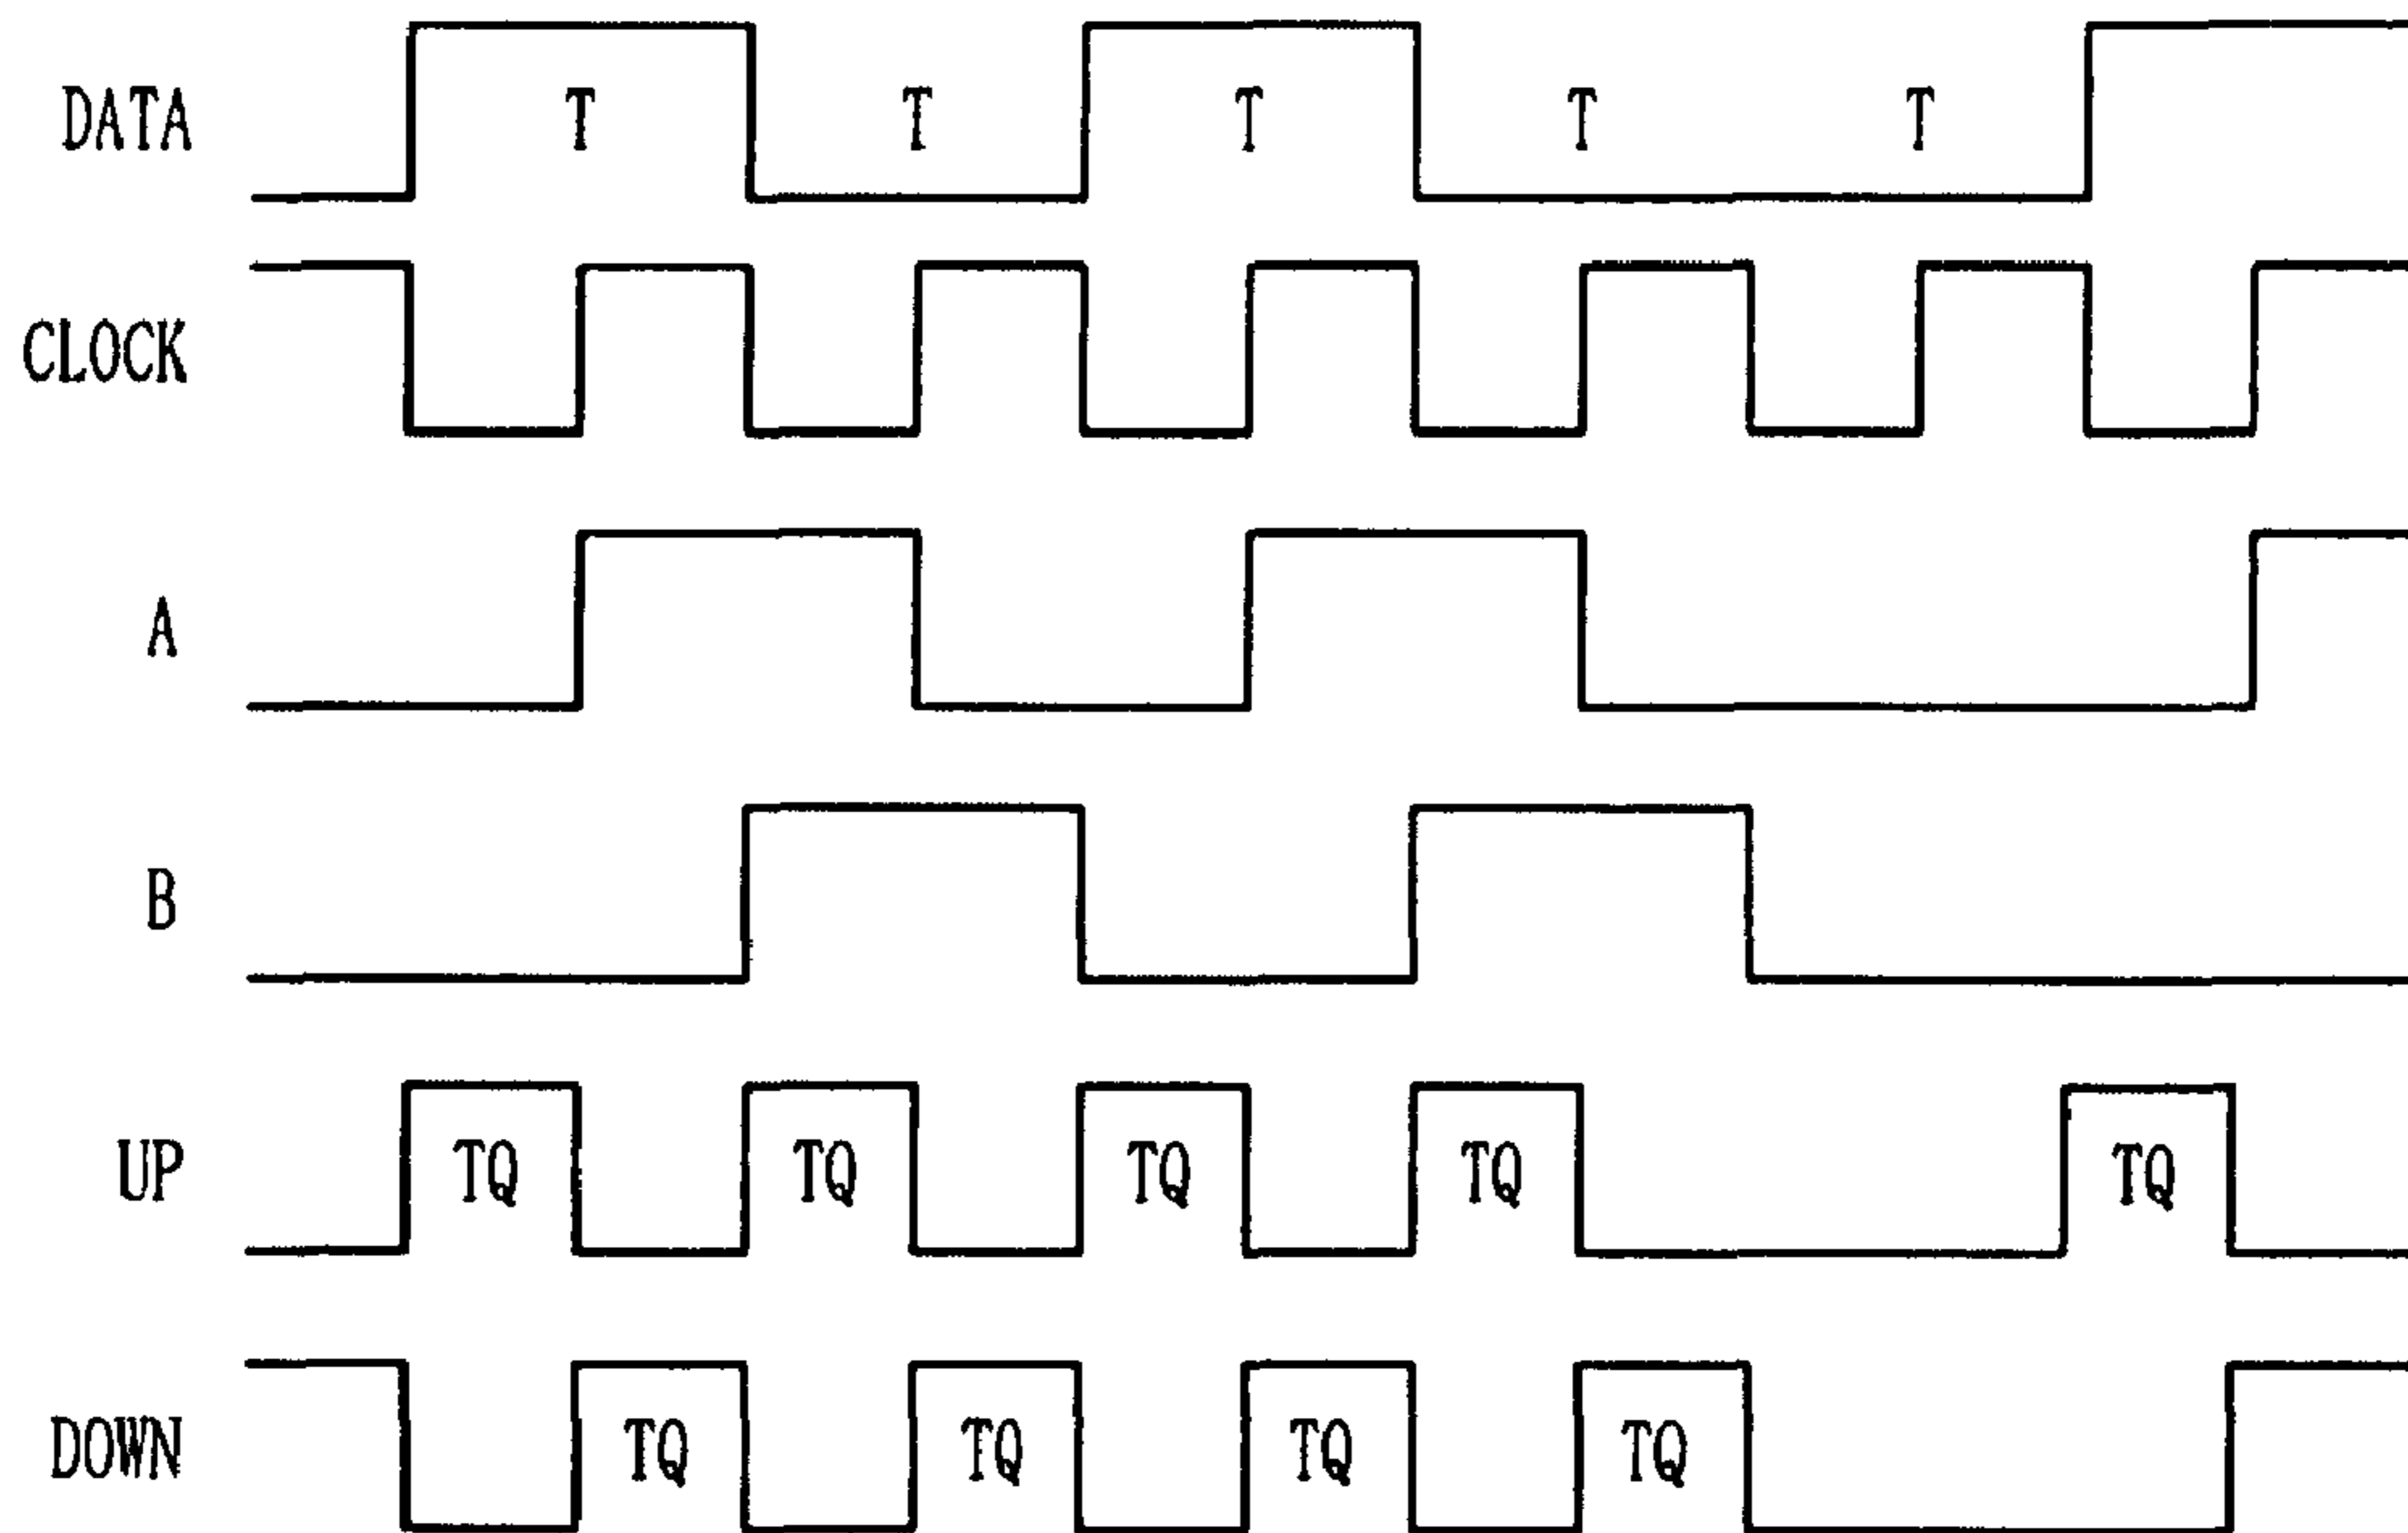 DATA T T T T T
CLOCK
A
B
UP TQ TQ TQ TQ TQ
DOWN TQ TQ TQ TQ